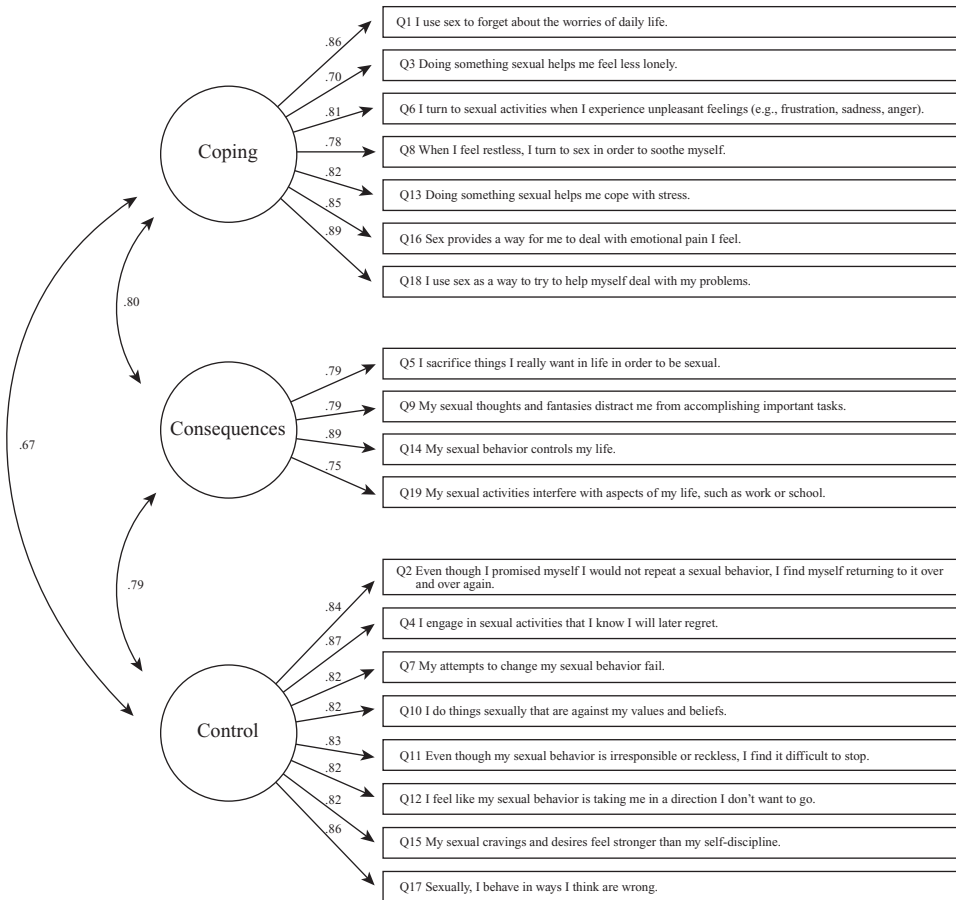 .86
Q1 I use sex to forget about the worries of daily life.
.70
Q3 Doing something sexual helps me feel less lonely.
.81
Q6 I turn to sexual activities when I experience unpleasant feelings (e.g., frustration, sadness, anger).
Coping
.78
Q8 When I feel restless, I turn to sex in order to soothe myself.
.82
Q13 Doing something sexual helps me cope with stress.
.85
Q16 Sex provides a way for me to deal with emotional pain I feel.
.89
Q18 I use sex as a way to try to help myself deal with my problems.
.80
.79
Q5 I sacrifice things I really want in life in order to be sexual.
.79
Q9 My sexual thoughts and fantasies distract me from accomplishing important tasks.
Consequences
.89
Q14 My sexual behavior controls my life.
.75
Q19 My sexual activities interfere with aspects of my life, such as work or school.
.67
.79
.84
Q2 Even though I promised myself I would not repeat a sexual behavior, I find myself returning to it over
and over again.
.87
Q4 I engage in sexual activities that I know I will later regret.
.82
Q7 My attempts to change my sexual behavior fail.
.82
Q10 I do things sexually that are against my values and beliefs.
Control
.83
Q11 Even though my sexual behavior is irresponsible or reckless, I find it difficult to stop.
.82
Q12 I feel like my sexual behavior is taking me in a direction I don’t want to go.
.82
Q15 My sexual cravings and desires feel stronger than my self-discipline.
.86
Q17 Sexually, I behave in ways I think are wrong.